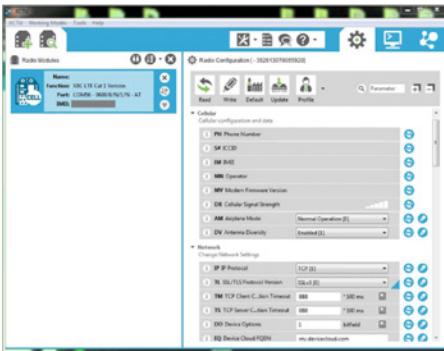 XCTU Working Modes Tools Help
Radio Modules
Name:
Function: XBC LTE Cat 1 Verizon
Port: COM96 - 9600/8/N/1/N - AT
IMEI:
XCELL
Radio Configuration [
Read Write Default Update Profile
Parameter
Cellular
Cellular configuration and data
PH Phone Number
S# ICCID
IM IMEI
MN Operator
MV Modem Firmware Version
DB Cellular Signal Strength
AM Airplane Mode Normal Operation [0]
DV Antenna Diversity Enabled [1]
Network
Change Network Settings
IP IP Protocol TCP [1]
TL SSL/TLS Protocol Version SSLv3 [0]
TM TCP Client C...tion Timeout * 100 ms
TS TCP Server C...tion Timeout * 100 ms
DO Device Options 1 bitfield
EQ Device Cloud FQDN my.devicecloud.com